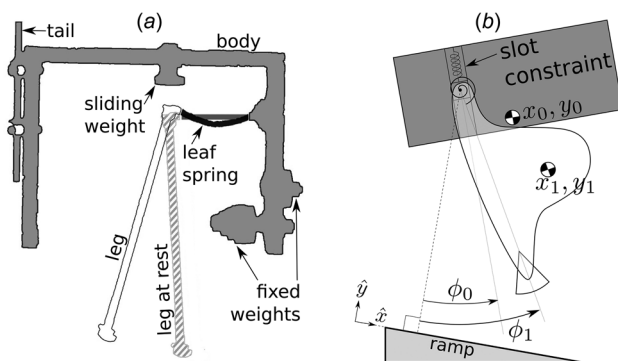 (a)
tail
body
sliding
weight
leaf
spring
leg
leg at rest
fixed
weights
(b)
slot
constraint
x₀, y₀
x₁, y₁
ϕ₀
ϕ₁
ŷ
x̂
ramp